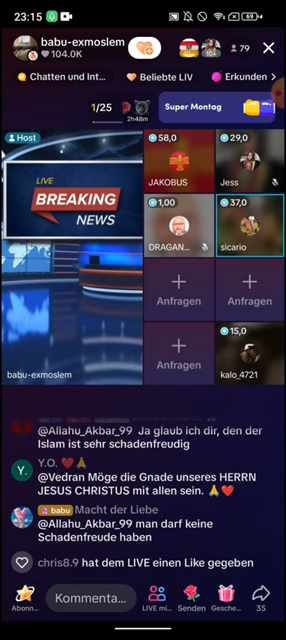 23:15
69
babu-exmoslem
104.0K
79
Chatten und Int...
Beliebte LIV
Erkunden
1/25
2h48m
Super Montag
Host
58,0
29,0
LIVE
BREAKING
NEWS
JAKOBUS
Jess
1,00
37,0
DRAGAN...
sicario
Anfragen
Anfragen
15,0
Anfragen
babu-exmoslem
kalo_4721
@Allahu_Akbar_99 Ja glaub ich dir, den der
Islam ist sehr schadenfreudig
Y.
Y.O.
@Vedran Möge die Gnade unseres HERRN
JESUS CHRISTUS mit allen sein.
babu Macht der Liebe
@Allahu_Akbar_99 man darf keine
Schadenfreude haben
chris8.9 hat dem LIVE einen Like gegeben
Kommenta...
Abonn...
LIVE mi...
Senden
Gesche...
35